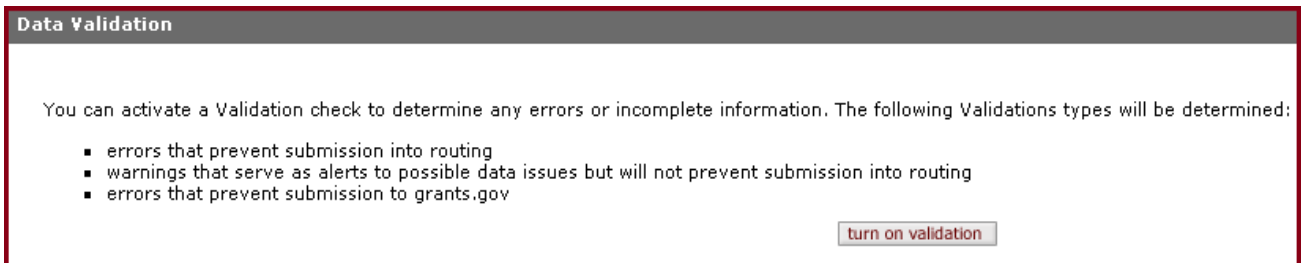 Data Validation
You can activate a Validation check to determine any errors or incomplete information. The following Validations types will be determined:
▪ errors that prevent submission into routing
▪ warnings that serve as alerts to possible data issues but will not prevent submission into routing
▪ errors that prevent submission to grants.gov
turn on validation